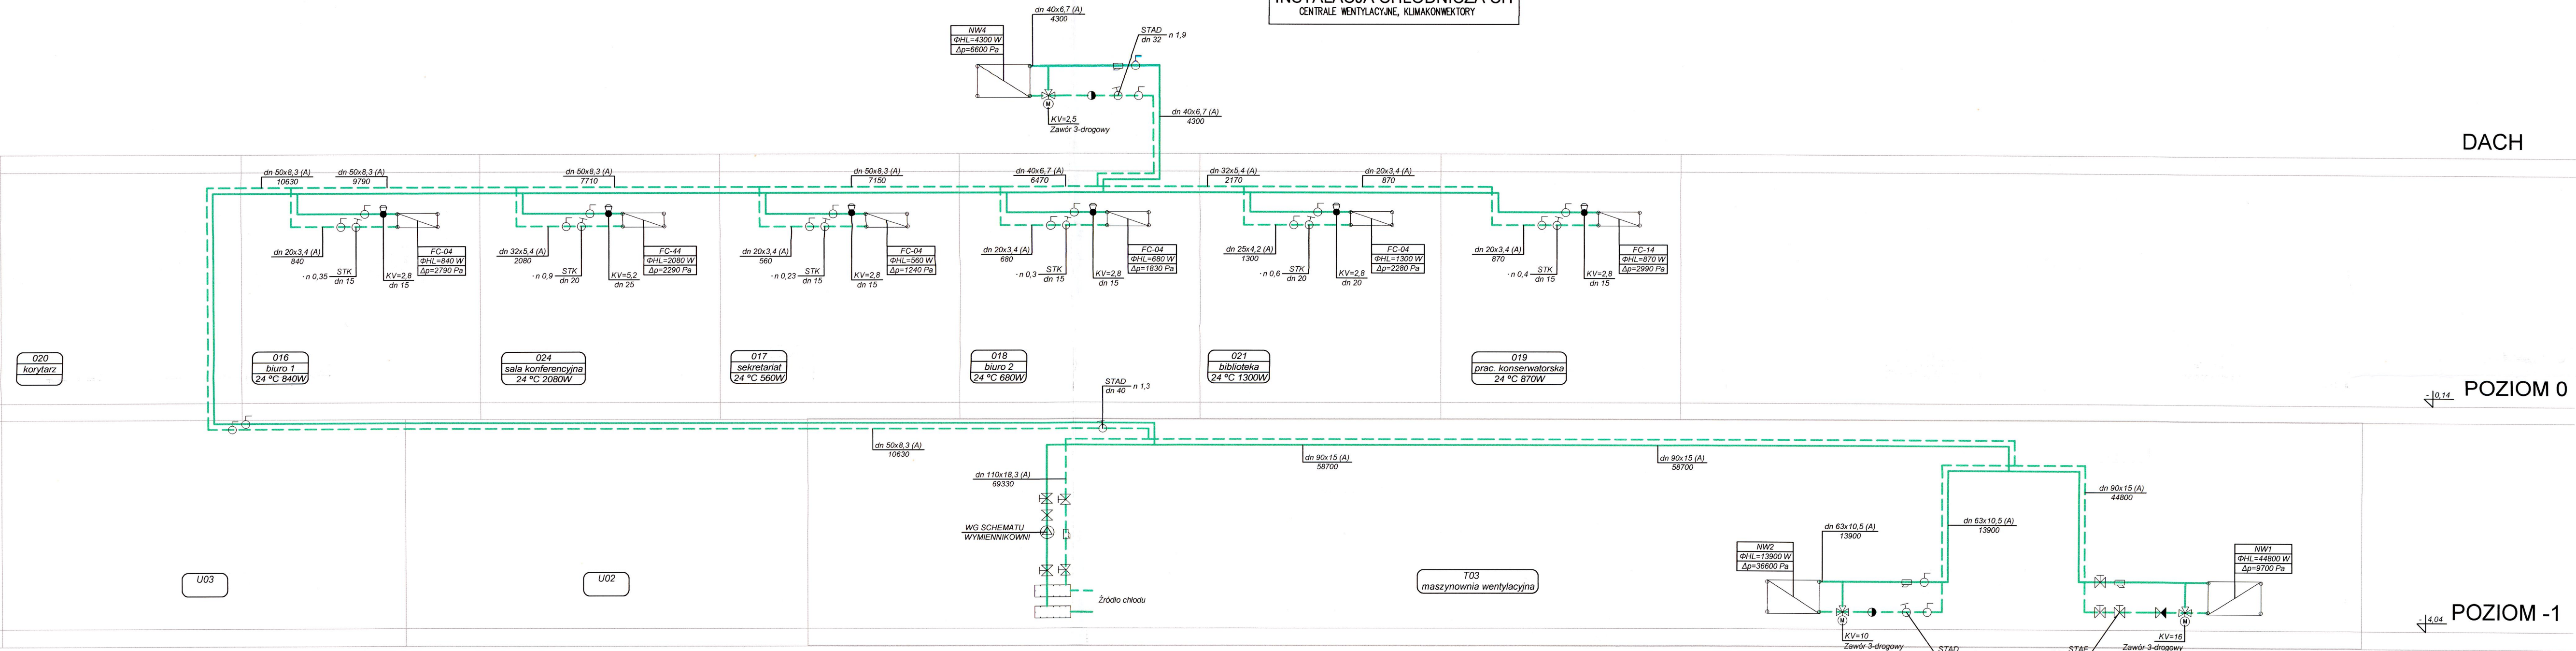 INSTALACJA CHŁODNICZA CH
CENTRALE WENTYLACYJNE, KLIMAKONWEKTORY
dn 40x6,7 (A)
4300
NW4
ΦHL=4300 W
Δp=6600 Pa
STAD n 1,9
dn 32
KV=2,5
Zawór 3-drogowy
dn 40x6,7 (A)
4300
DACH
dn 50x8,3 (A)
10630
dn 50x8,3 (A)
9790
dn 50x8,3 (A)
7710
dn 50x8,3 (A)
7150
dn 40x6,7 (A)
6470
dn 32x5,4 (A)
2170
dn 20x3,4 (A)
870
dn 20x3,4 (A)
840
n 0,35 STK
dn 15
KV=2,8
dn 15
FC-04
ΦHL=840 W
Δp=2790 Pa
dn 32x5,4 (A)
2080
n 0,9 STK
dn 20
KV=5,2
dn 25
FC-44
ΦHL=2080 W
Δp=2290 Pa
dn 20x3,4 (A)
560
n 0,23 STK
dn 15
KV=2,8
dn 15
FC-04
ΦHL=560 W
Δp=1240 Pa
dn 20x3,4 (A)
680
n 0,3 STK
dn 15
KV=2,8
dn 15
FC-04
ΦHL=680 W
Δp=1830 Pa
dn 25x4,2 (A)
1300
n 0,6 STK
dn 20
KV=2,8
dn 20
FC-04
ΦHL=1300 W
Δp=2280 Pa
dn 20x3,4 (A)
870
n 0,4 STK
dn 15
KV=2,8
dn 15
FC-14
ΦHL=870 W
Δp=2990 Pa
020
korytarz
016
biuro 1
24 ºC 840W
024
sala konferencyjna
24 ºC 2080W
017
sekretariat
24 ºC 560W
018
biuro 2
24 ºC 680W
021
biblioteka
24 ºC 1300W
019
prac. konserwatorska
24 ºC 870W
- 0,14 POZIOM 0
STAD n 1,3
dn 40
dn 50x8,3 (A)
10630
dn 110x18,3 (A)
69330
dn 90x15 (A)
58700
dn 90x15 (A)
58700
dn 90x15 (A)
44800
dn 63x10,5 (A)
13900
dn 63x10,5 (A)
13900
WG SCHEMATU
WYMIENNIKOWNI
Źródło chłodu
U03
U02
T03
maszynownia wentylacyjna
NW2
ΦHL=13900 W
Δp=36600 Pa
NW1
ΦHL=44800 W
Δp=9700 Pa
- 4,04 POZIOM -1
KV=10
Zawór 3-drogowy
STAD
STAF
KV=16
Zawór 3-drogowy